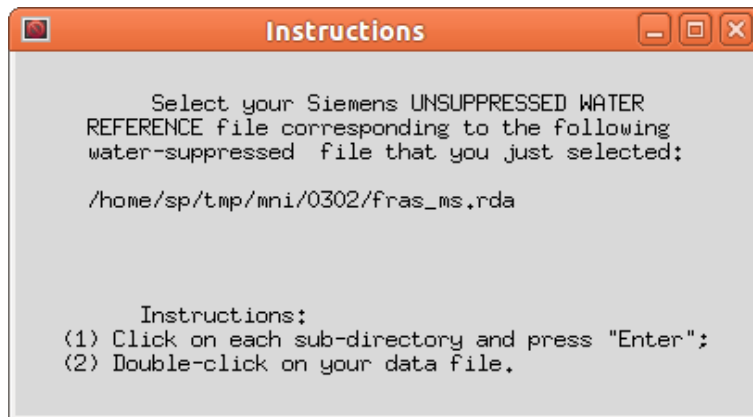 Instructions
Select your Siemens UNSUPPRESSED WATER
REFERENCE file corresponding to the following
water-suppressed  file that you just selected:
/home/sp/tmp/mni/0302/fras_ms.rda
Instructions:
(1) Click on each sub-directory and press "Enter";
(2) Double-click on your data file.